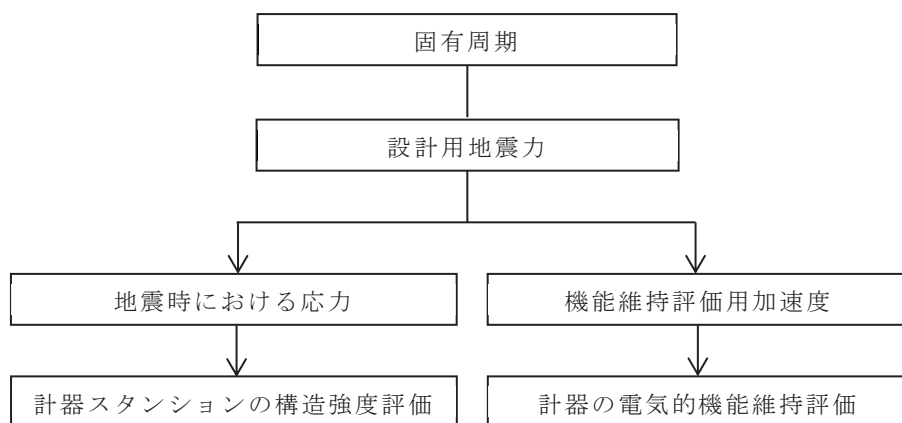 固有周期
設計用地震力
地震時における応力
機能維持評価用加速度
計器スタンションの構造強度評価
計器の電気的機能維持評価